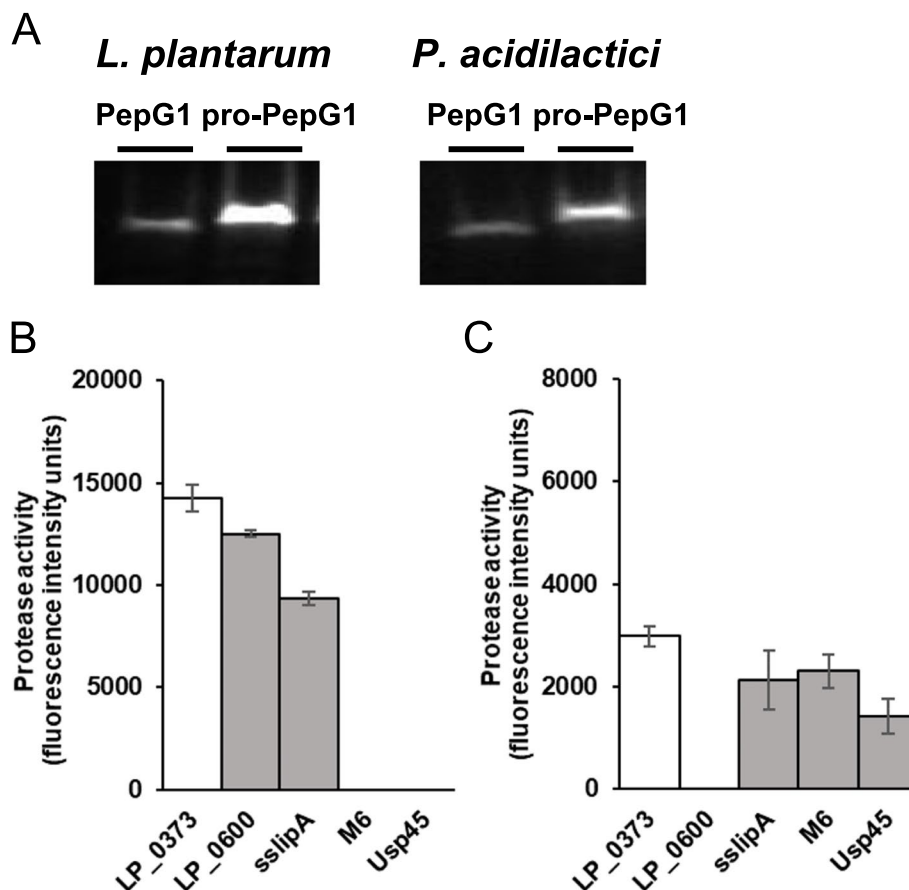 A
L. plantarum P. acidilactici
PepG1 pro-PepG1 PepG1 pro-PepG1
B
Protease activity
(fluorescence intensity units)
20000
15000
10000
5000
0
LP_0373
LP_0600
sslipA
M6
Usp45
C
Protease activity
(fluorescence intensity units)
8000
6000
4000
2000
0
LP_0373
LP_0600
sslipA
M6
Usp45